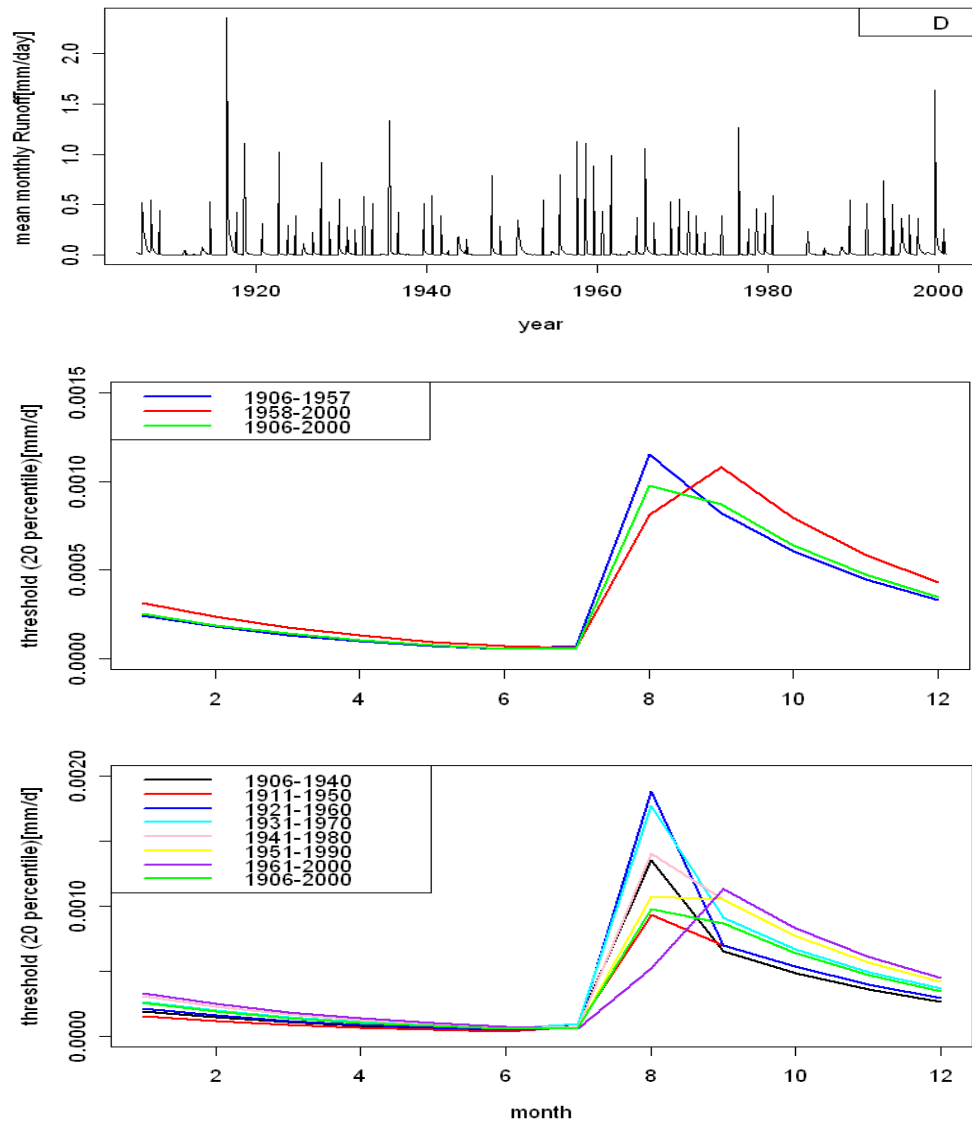 D
mean monthly Runoff[mm/day]
2.0
1.5
1.0
0.5
0.0
1920 1940 1960 1980 2000
year
1906-1957
1958-2000
1906-2000
threshold (20 percentile)[mm/d]
0.0015
0.0010
0.0005
0.0000
2 4 6 8 10 12
1906-1940
1911-1950
1921-1960
1931-1970
1941-1980
1951-1990
1961-2000
1906-2000
threshold (20 percentile)[mm/d]
0.0020
0.0010
0.0000
2 4 6 8 10 12
month